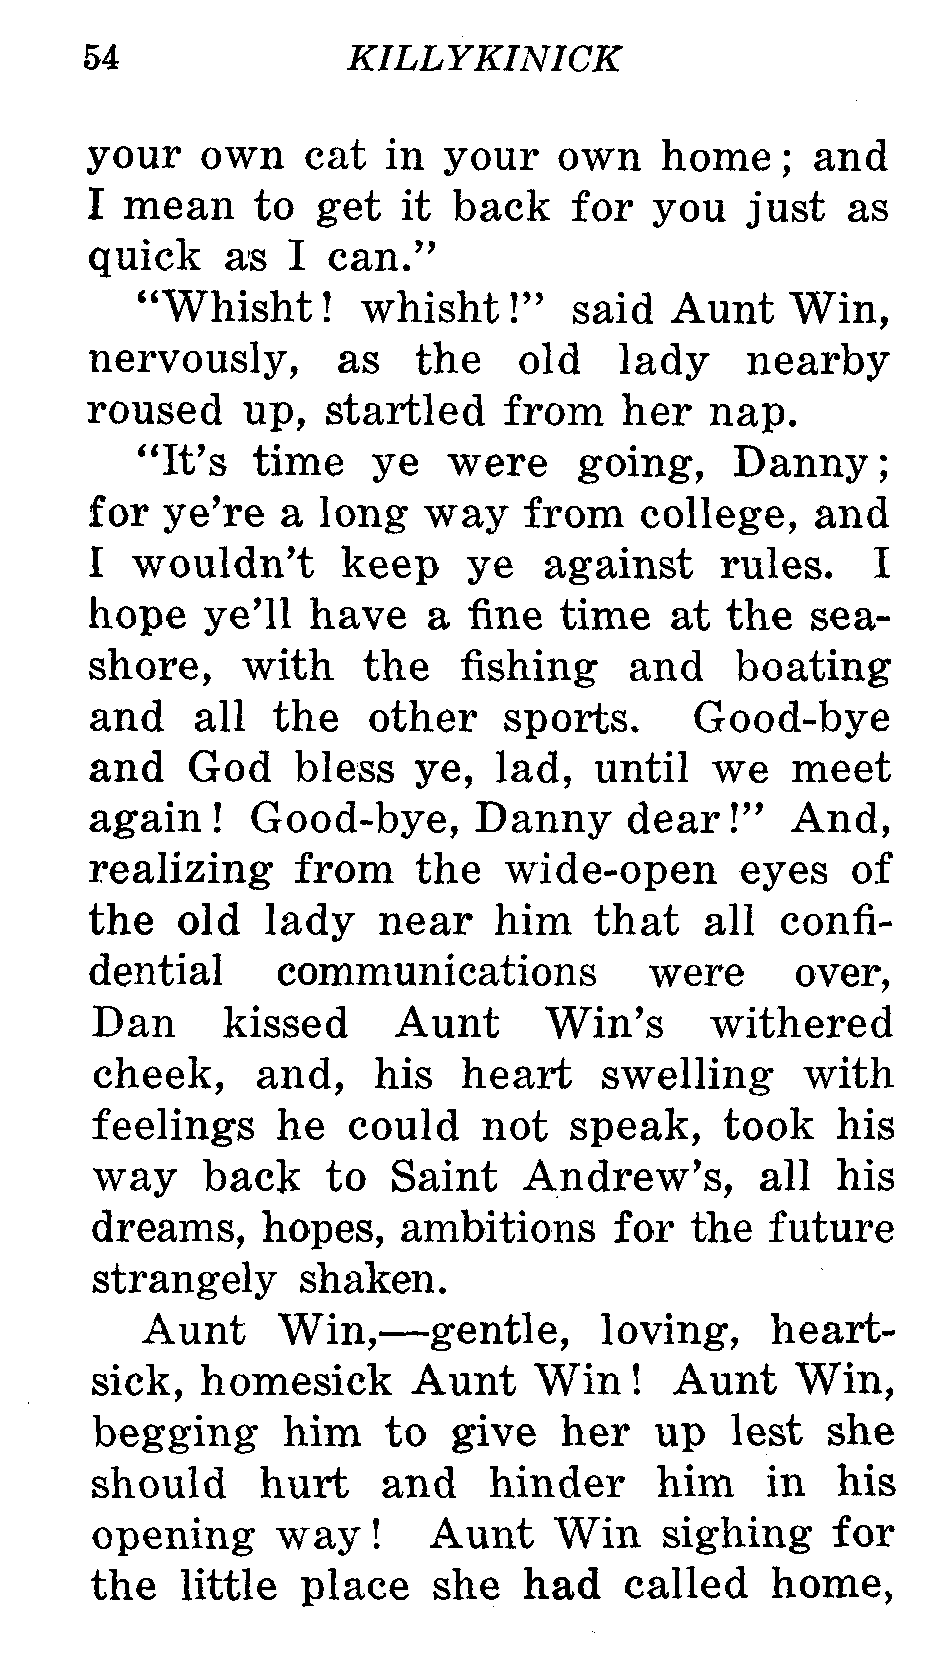 54 KILLYKINICK
your own cat in your own home; and
I mean to get it back for you just as
quick as I can."
"Whisht! whisht!" said Aunt Win,
nervously, as the old lady nearby
roused up, startled from her nap.
"It's time ye were going, Danny;
for ye're a long way from college, and
I wouldn't keep ye against rules. I
hope ye'll have a fine time at the sea-
shore, with the fishing and boating
and all the other sports. Good-bye
and God bless ye, lad, until we meet
again! Good-bye, Danny dear!" And,
realizing from the wide-open eyes of
the old lady near him that all confi-
dential communications were over,
Dan kissed Aunt Win's withered
cheek, and, his heart swelling with
feelings he could not speak, took his
way back to Saint Andrew's, all his
dreams, hopes, ambitions for the future
strangely shaken.
Aunt Win,—gentle, loving, heart-
sick, homesick Aunt Win! Aunt Win,
begging him to give her up lest she
should hurt and hinder him in his
opening way! Aunt Win sighing for
the little place she had called home,